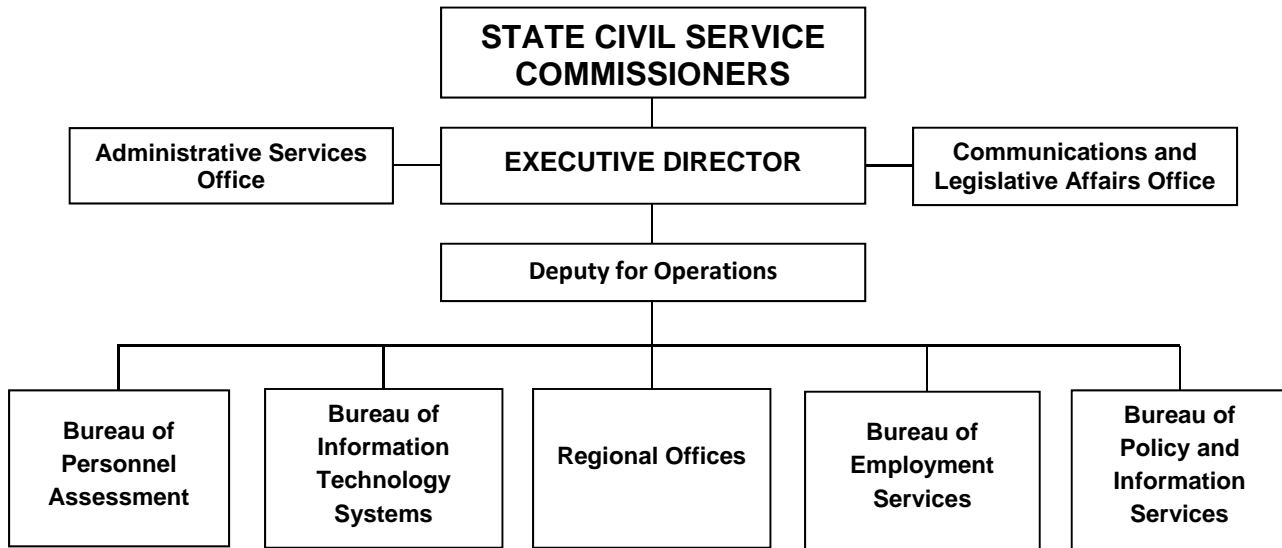 STATE CIVIL SERVICE
COMMISSIONERS
Administrative Services
Office
EXECUTIVE DIRECTOR
Communications and
Legislative Affairs Office
Deputy for Operations
Bureau of
Personnel
Assessment
Bureau of
Information
Technology
Systems
Regional Offices
Bureau of
Employment
Services
Bureau of
Policy and
Information
Services